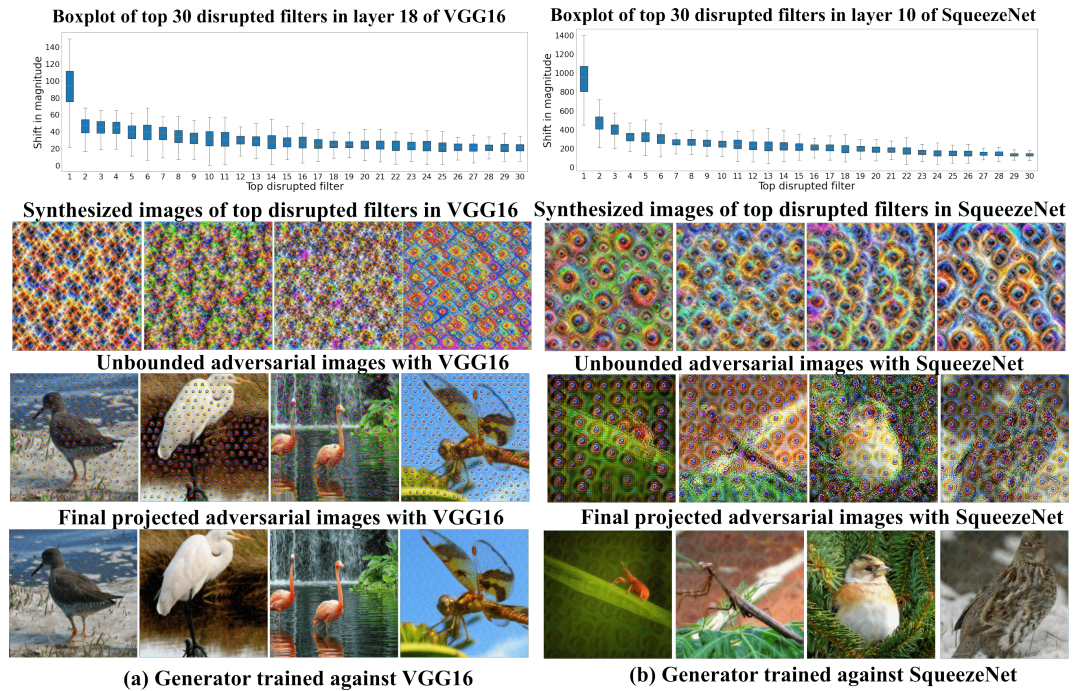 Boxplot of top 30 disrupted filters in layer 18 of VGG16
Shift in magnitude
140
120
100
80
60
40
20
0
1 2 3 4 5 6 7 8 9 10 11 12 13 14 15 16 17 18 19 20 21 22 23 24 25 26 27 28 29 30
Top disrupted filter
Synthesized images of top disrupted filters in VGG16
Unbounded adversarial images with VGG16
Final projected adversarial images with VGG16
(a) Generator trained against VGG16
Boxplot of top 30 disrupted filters in layer 10 of SqueezeNet
Shift in magnitude
1400
1200
1000
800
600
400
200
0
1 2 3 4 5 6 7 8 9 10 11 12 13 14 15 16 17 18 19 20 21 22 23 24 25 26 27 28 29 30
Top disrupted filter
Synthesized images of top disrupted filters in SqueezeNet
Unbounded adversarial images with SqueezeNet
Final projected adversarial images with SqueezeNet
(b) Generator trained against SqueezeNet